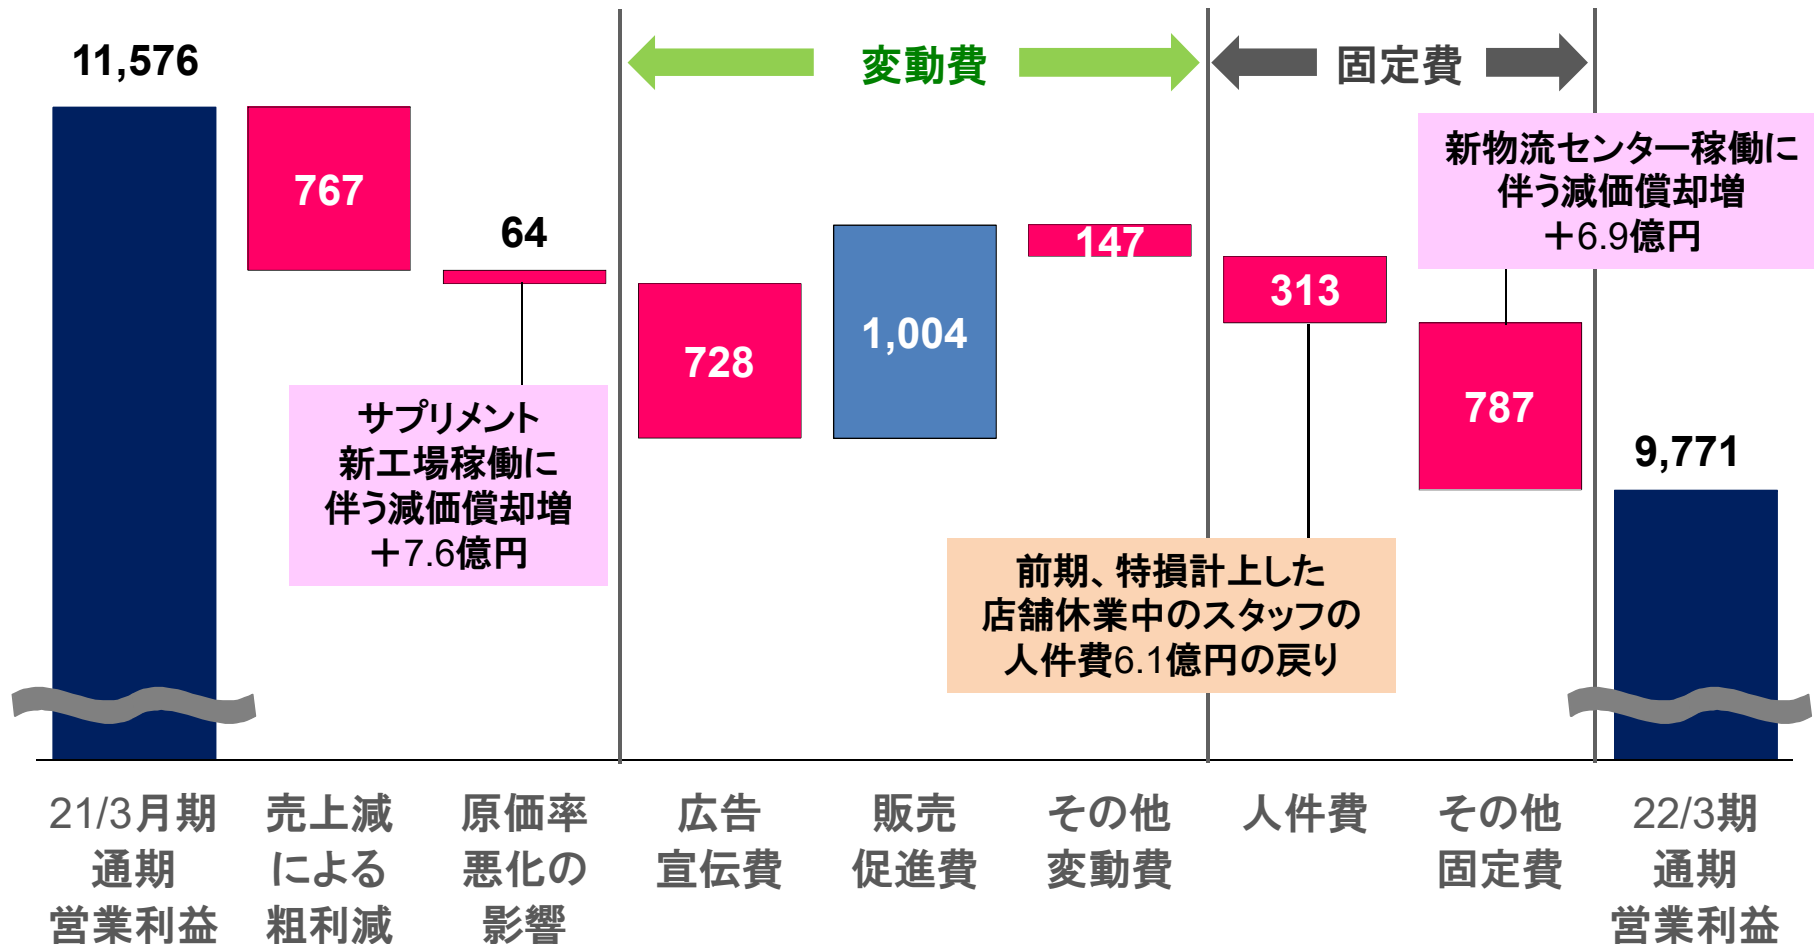 11,576
変動費
固定費
新物流センター稼働に
伴う減価償却増
＋6.9億円
767
64
147
313
1,004
728
787
サプリメント
新工場稼働に
伴う減価償却増
＋7.6億円
9,771
前期、特損計上した
店舗休業中のスタッフの
人件費6.1億円の戻り
21/3月期
通期
営業利益
売上減
による
粗利減
原価率
悪化の
影響
広告
宣伝費
販売
促進費
その他
変動費
人件費
その他
固定費
22/3期
通期
営業利益